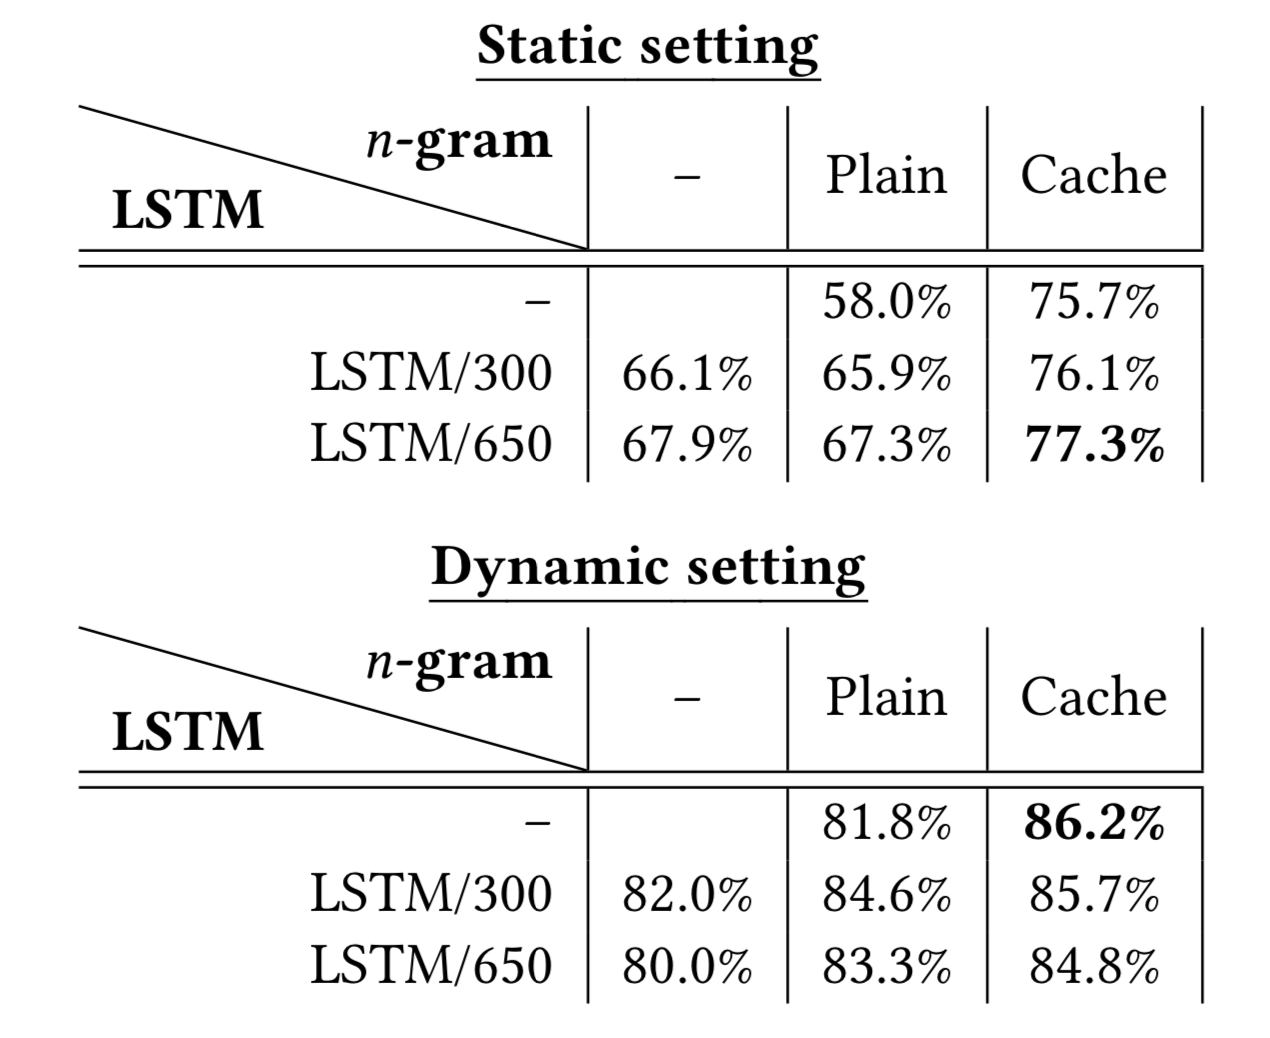 Static setting
n-gram
LSTM – Plain Cache
– 58.0% 75.7%
LSTM/300 66.1% 65.9% 76.1%
LSTM/650 67.9% 67.3% 77.3%
Dynamic setting
n-gram
LSTM – Plain Cache
– 81.8% 86.2%
LSTM/300 82.0% 84.6% 85.7%
LSTM/650 80.0% 83.3% 84.8%